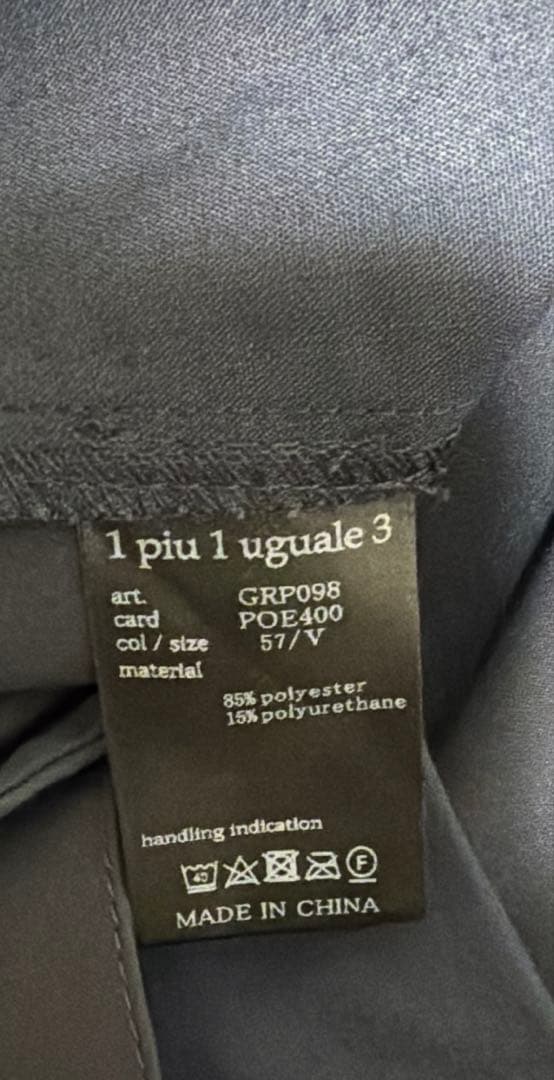 1 piu 1 uguale 3
art. GRP098
card POE400
col / size 57/V
material
85% polyester
15% polyurethane
handling indication
40 F
MADE IN CHINA